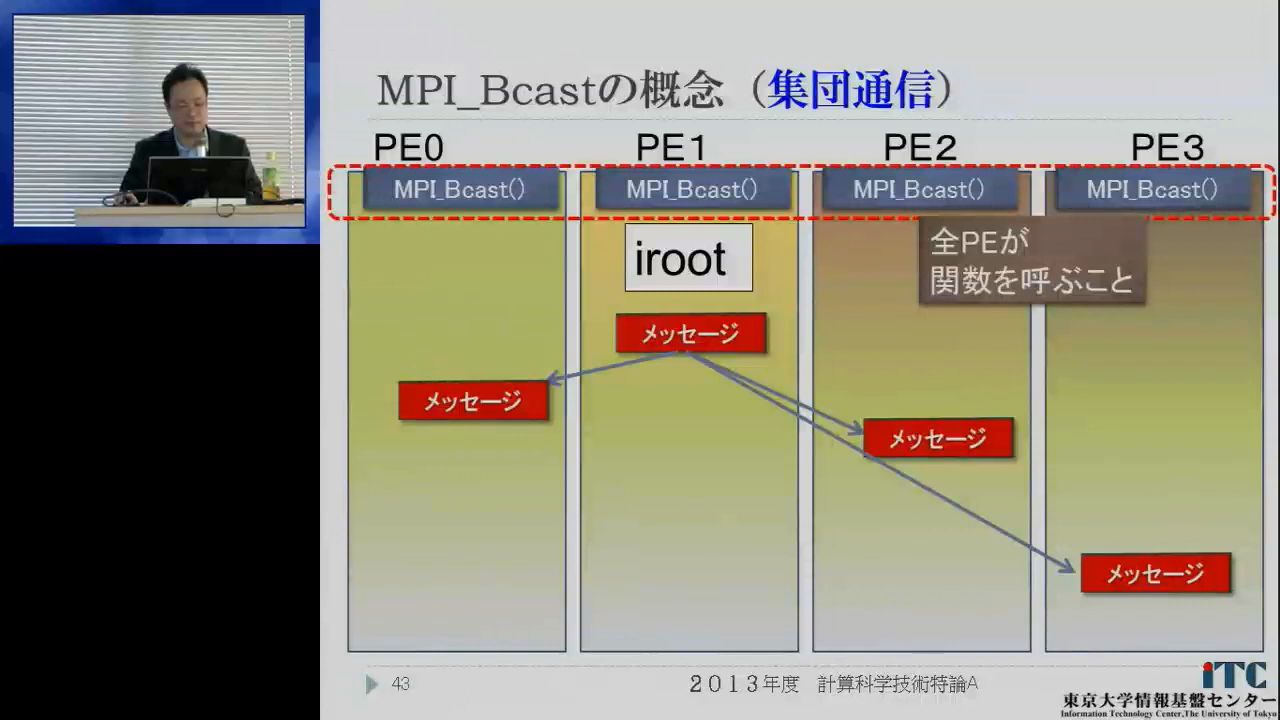 MPI_Bcastの概念（集団通信）
PE0 PE1 PE2 PE3
MPI_Bcast() MPI_Bcast() MPI_Bcast() MPI_Bcast()
iroot
全PEが
関数を呼ぶこと
メッセージ
メッセージ
メッセージ
メッセージ
43
２０１３年度 計算科学技術特論A
iTC
東京大学情報基盤センター
Information Technology Center,The University of Tokyo